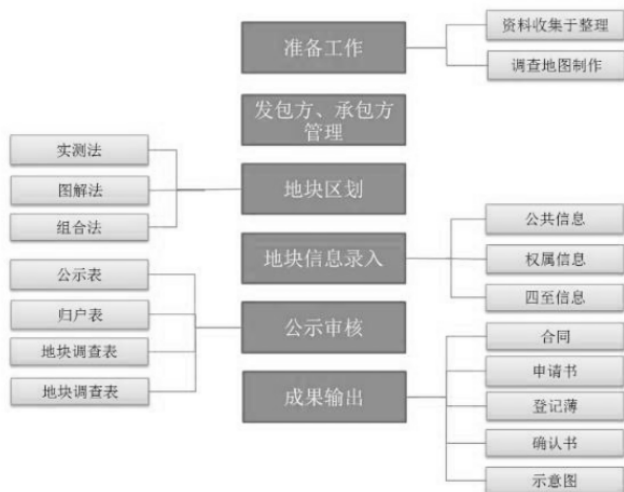 准备工作
资料收集于整理
调查地图制作
发包方、承包方
管理
地块区划
实测法
图解法
组合法
地块信息录入
公共信息
权属信息
四至信息
公示审核
公示表
归户表
地块调查表
地块调查表
成果输出
合同
申请书
登记薄
确认书
示意图